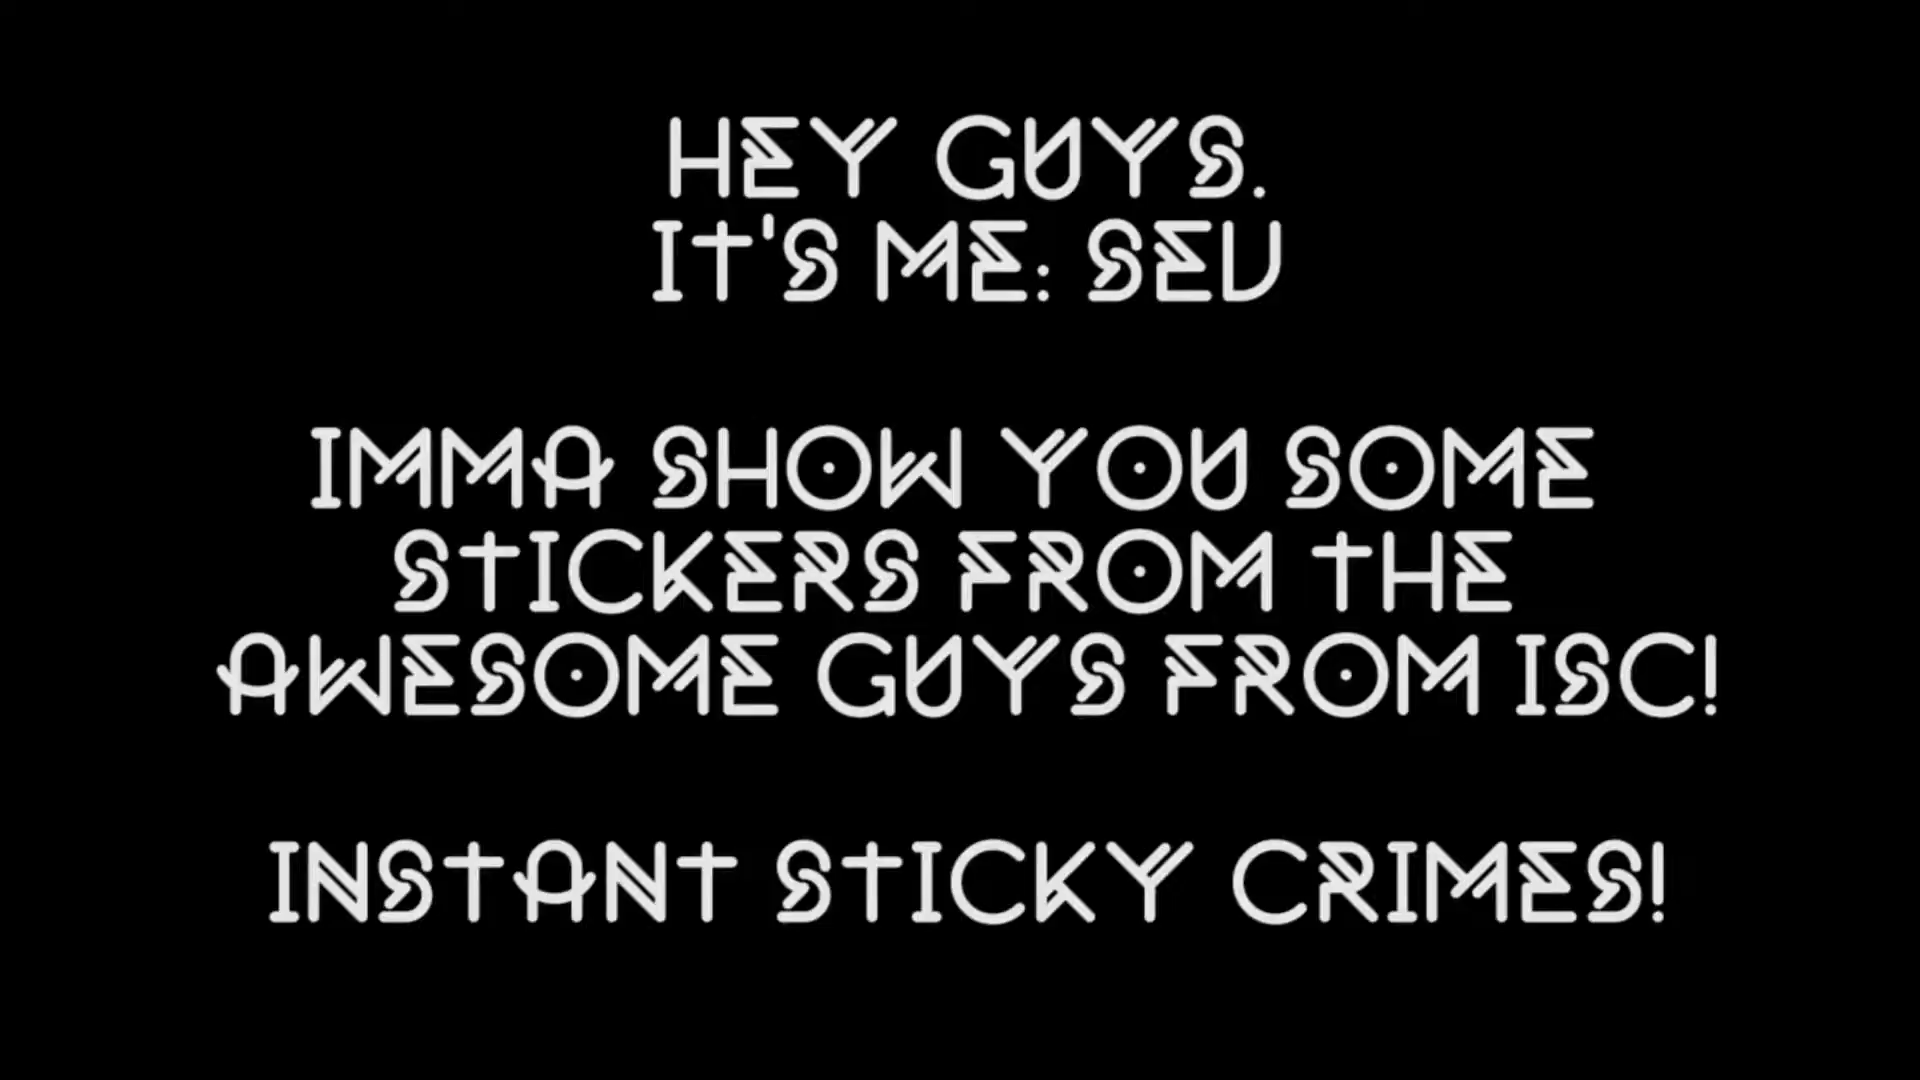 HEY GUYS.
IT'S ME: SEV
IMMA SHOW YOU SOME
STICKERS FROM THE
AWESOME GUYS FROM ISC!
INSTANT STICKY CRIMES!